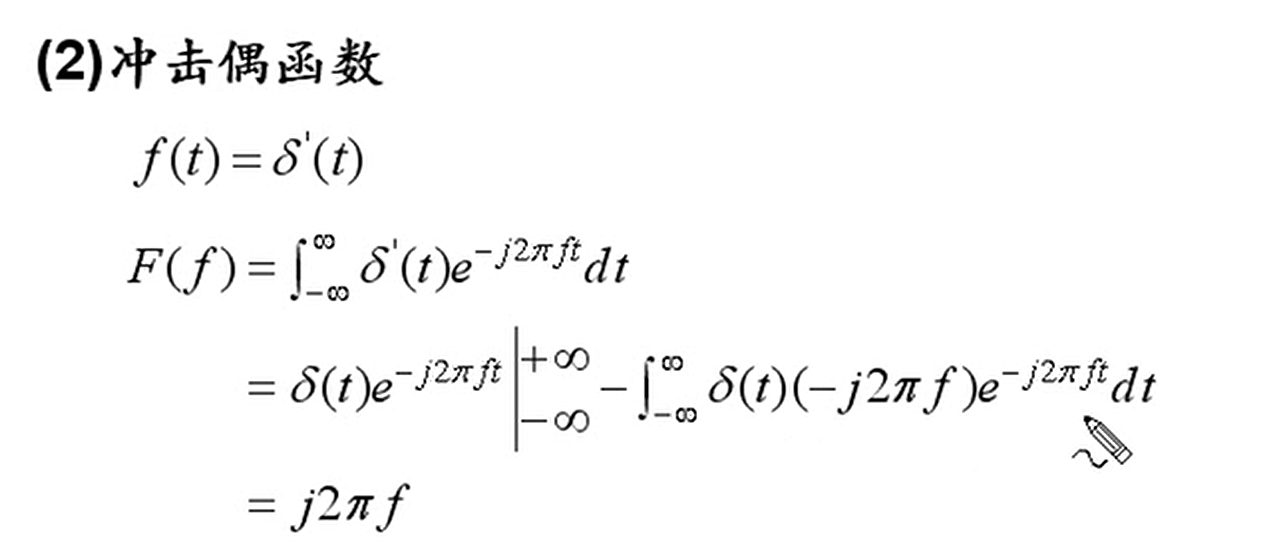 (2)冲击偶函数
f(t)=δ'(t)
F(f)=∫_{-∞}^{∞} δ'(t)e^{-j2πft}dt
=δ(t)e^{-j2πft}|_{-∞}^{+∞} -∫_{-∞}^{∞} δ(t)(-j2πf)e^{-j2πft}dt
=j2πf